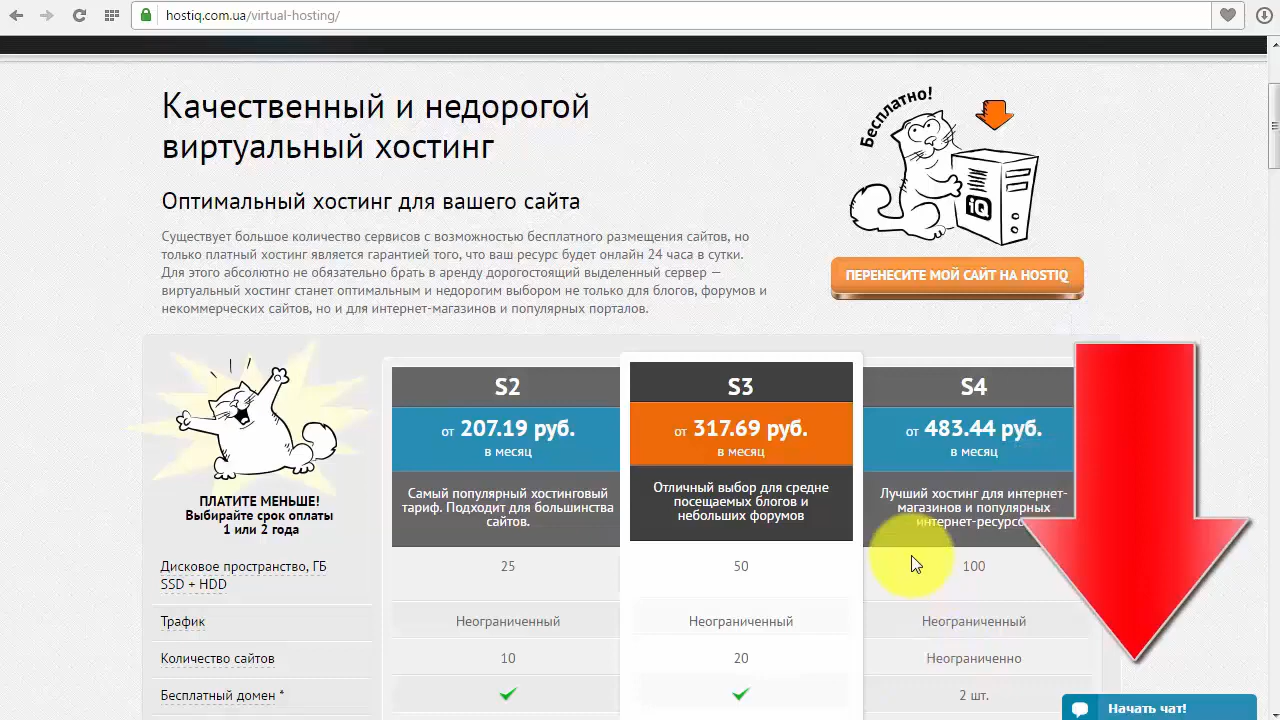 hostiq.com.ua/virtual-hosting/
Качественный и недорогой
виртуальный хостинг
Бесплатно!
iQ
Оптимальный хостинг для вашего сайта
Существует большое количество сервисов с возможностью бесплатного размещения сайтов, но
только платный хостинг является гарантией того, что ваш ресурс будет онлайн 24 часа в сутки.
Для этого абсолютно не обязательно брать в аренду дорогостоящий выделенный сервер —
виртуальный хостинг станет оптимальным и недорогим выбором не только для блогов, форумов и
некоммерческих сайтов, но и для интернет-магазинов и популярных порталов.
ПЕРЕНЕСИТЕ МОЙ САЙТ НА HOSTIQ
ПЛАТИТЕ МЕНЬШЕ!
Выбирайте срок оплаты
1 или 2 года
S2
от 207.19 руб.
в месяц
Самый популярный хостинговый
тариф. Подходит для большинства
сайтов.
S3
от 317.69 руб.
в месяц
Отличный выбор для средне
посещаемых блогов и
небольших форумов
S4
от 483.44 руб.
в месяц
Лучший хостинг для интернет-
магазинов и популярных
Дисковое пространство, ГБ
SSD + HDD
25 50 100
Трафик Неограниченный Неограниченный Неограниченный
Количество сайтов 10 20 Неограниченно
Бесплатный домен * 2 шт.
Начать чат!